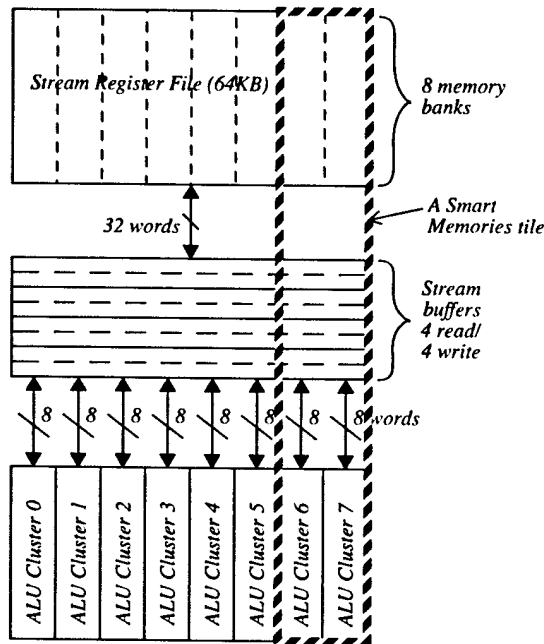 Stream Register File (64KB)
8 memory
banks
32 words
A Smart
Memories tile
Stream
buffers
4 read/
4 write
8 8 8 8 8 8 8 8 words
ALU Cluster 0
ALU Cluster 1
ALU Cluster 2
ALU Cluster 3
ALU Cluster 4
ALU Cluster 5
ALU Cluster 6
ALU Cluster 7